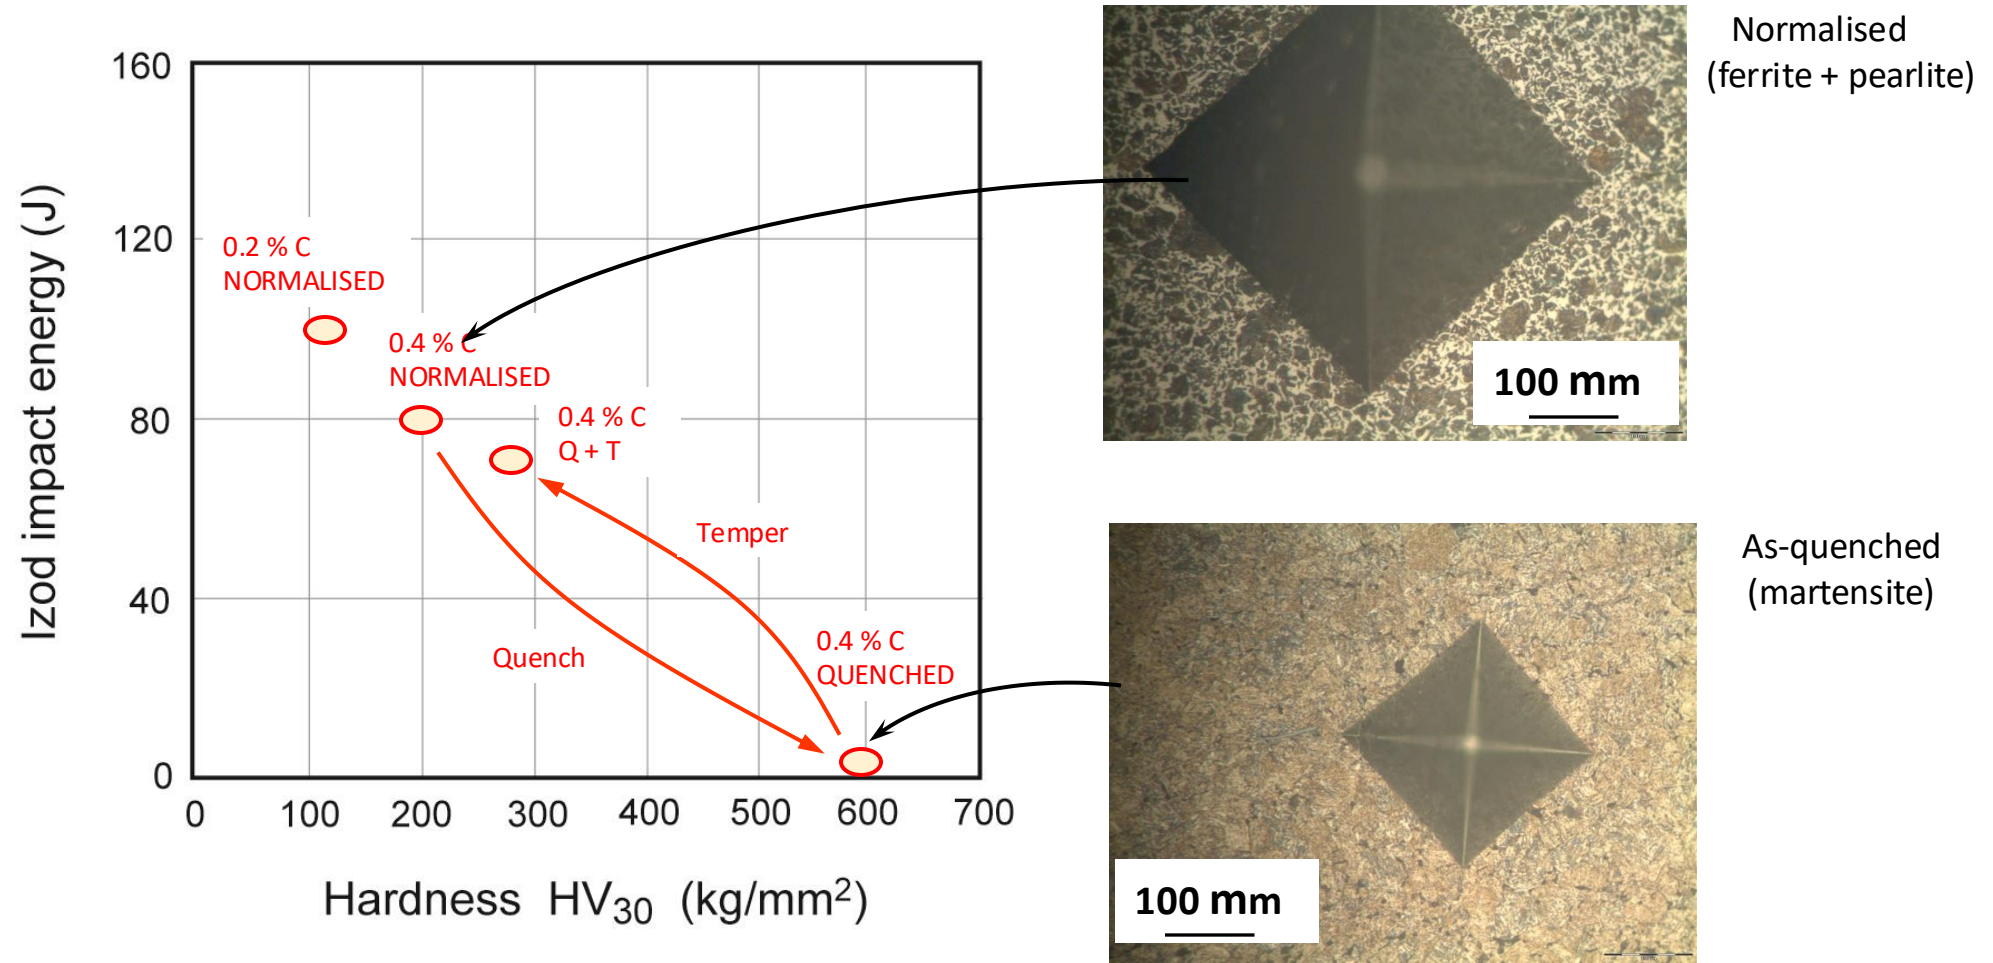 Normalised
(ferrite + pearlite)
160
120
80
40
0
Izod impact energy (J)
0.2 % C
NORMALISED
0.4 % C
NORMALISED
0.4 % C
Q + T
Temper
Quench
0.4 % C
QUENCHED
0 100 200 300 400 500 600 700
Hardness HV30 (kg/mm2)
100 mm
As-quenched
(martensite)
100 mm